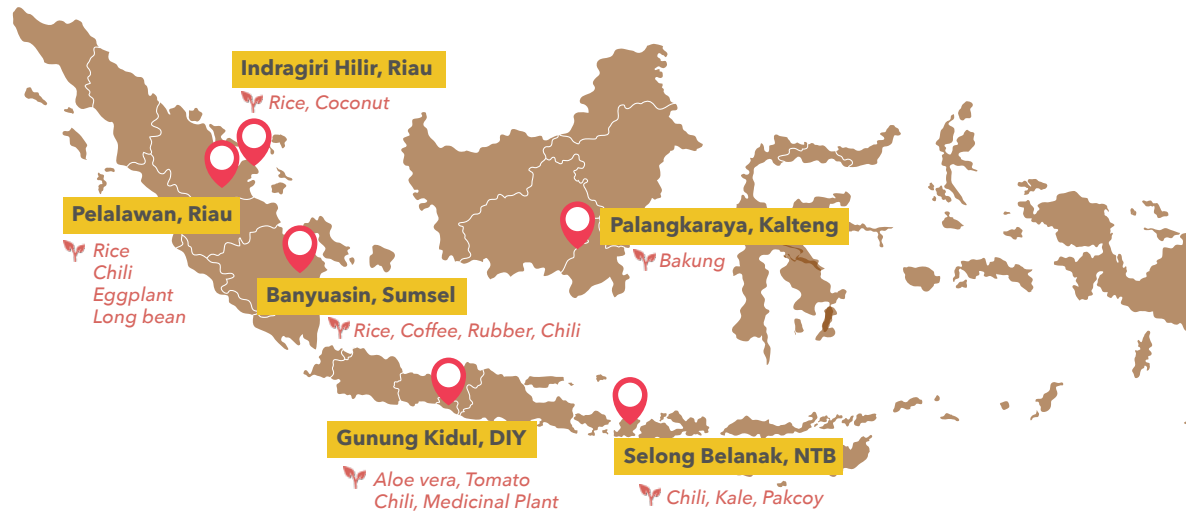 Indragiri Hilir, Riau
Rice, Coconut
Pelalawan, Riau
Rice
Chili
Eggplant
Long bean
Palangkaraya, Kalteng
Bakung
Banyuasin, Sumsel
Rice, Coffee, Rubber, Chili
Gunung Kidul, DIY
Aloe vera, Tomato
Chili, Medicinal Plant
Selong Belanak, NTB
Chili, Kale, Pakcoy